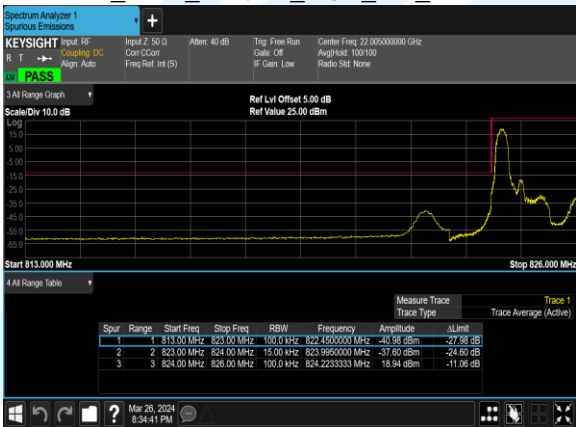 Spectrum Analyzer 1
Spurious Emissions
KEYSIGHT Input: RF Input Z: 50 Ω Atten: 40 dB Trig: Free Run Center Freq: 22.005000000 GHz
R T Coupling: DC Corr CCorr Gate: Off Avg|Hold: 100/100
Align: Auto Freq Ref: Int (S) IF Gain: Low Radio Std: None
PASS
3 All Range Graph
Ref Lvl Offset 5.00 dB
Scale/Div 10.0 dB Ref Value 25.00 dBm
Log
15.0
5.00
-5.00
-15.0
-25.0
-35.0
-45.0
-55.0
-65.0
Start 813.000 MHz Stop 826.000 MHz
4 All Range Table
Measure Trace Trace 1
Trace Type Trace Average (Active)
Spur Range Start Freq Stop Freq RBW Frequency Amplitude ΔLimit
1 1 813.00 MHz 823.00 MHz 100.0 kHz 822.4500000 MHz -40.98 dBm -27.98 dB
2 2 823.00 MHz 824.00 MHz 15.00 kHz 823.9950000 MHz -37.60 dBm -24.60 dB
3 3 824.00 MHz 826.00 MHz 100.0 kHz 824.2233333 MHz 18.94 dBm -11.06 dB
Mar 26, 2024
8:34:41 PM